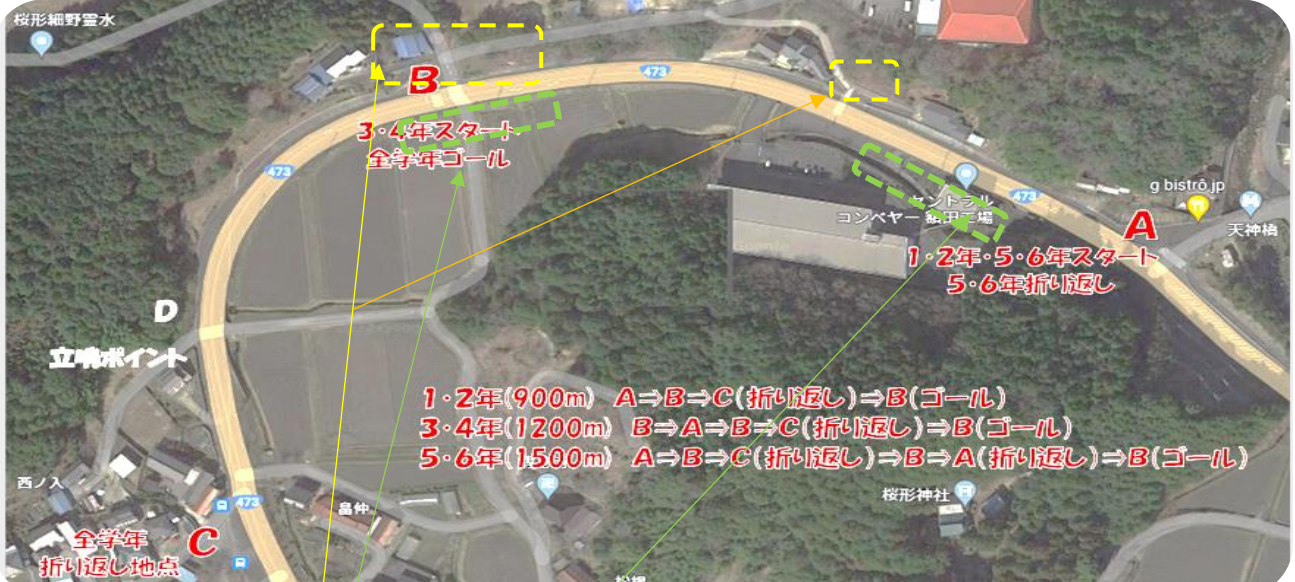 桜形細野霊水
473
B
3・4年スタート
全学年ゴール
473
セントラル
コンベヤー 額田工場
473
g bistro.jp
天神橋
A
1・2年・5・6年スタート
5・6年折り返し
D
立哨ポイント
1・2年(900m) A⇒B⇒C(折り返し)⇒B(ゴール)
3・4年(1200m) B⇒A⇒B⇒C(折り返し)⇒B(ゴール)
5・6年(1500m) A⇒B⇒C(折り返し)⇒B⇒A(折り返し)⇒B(ゴール)
西ノ入
473
畠仲
桜形神社
全学年
折り返し地点
C